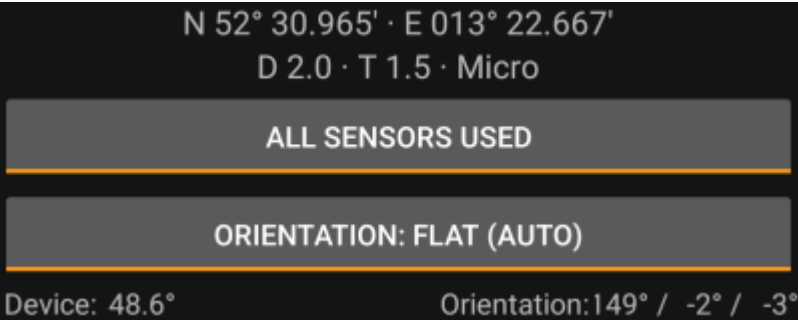 N 52° 30.965' · E 013° 22.667'
D 2.0 · T 1.5 · Micro
ALL SENSORS USED
ORIENTATION: FLAT (AUTO)
Device: 48.6° Orientation:149° / -2° / -3°